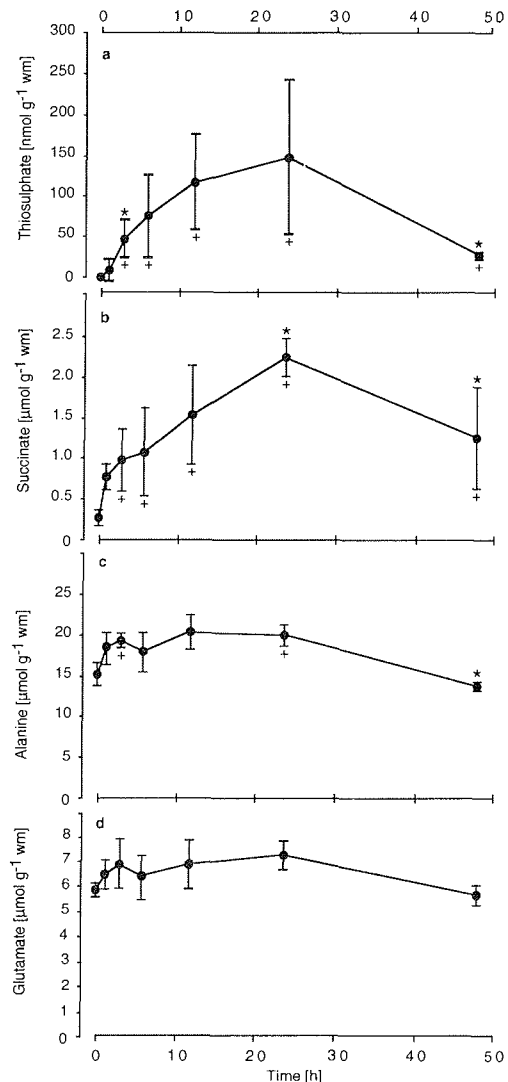 0 10 20 30 40 50
a
300
250
200
150
100
50
0
Thiosulphate [nmol g⁻¹ wm]
* *
+ + + + +
b
2.5
2.0
1.5
1.0
0.5
0
Succinate [µmol g⁻¹ wm]
* *
+ + + + +
c
25
20
15
10
5
0
Alanine [µmol g⁻¹ wm]
*
+ +
d
8
7
6
5
4
3
2
1
0
Glutamate [µmol g⁻¹ wm]
0 10 20 30 40 50
Time [h]